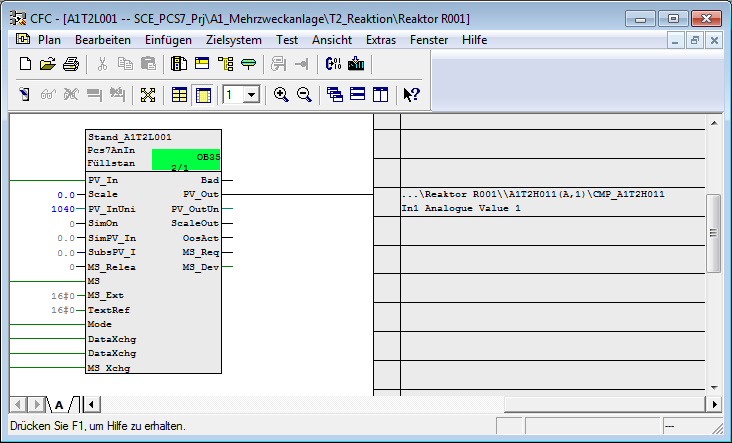 CFC - [A1T2L001 -- SCE_PCS7_Prj\A1_Mehrzweckanlage\T2_Reaktion\Reaktor R001]
Plan Bearbeiten Einfügen Zielsystem Test Ansicht Extras Fenster Hilfe
1
Stand_A1T2L001
Pcs7AnIn
Füllstan
OB35
2/1
PV_In Bad
0.0 Scale PV_Out
1040 PV_InUni PV_OutUn
0 SimOn ScaleOut
0.0 SimPV_In OosAct
0.0 SubsPV_I MS_Req
0 MS_Relea MS_Dev
MS
16#0 MS_Ext
16#0 TextRef
Mode
DataXchg
DataXchg
MS_Xchg
...\Reaktor R001\\A1T2H011(A,1)\CMP_A1T2H011
In1 Analogue Value 1
A
Drücken Sie F1, um Hilfe zu erhalten.
---